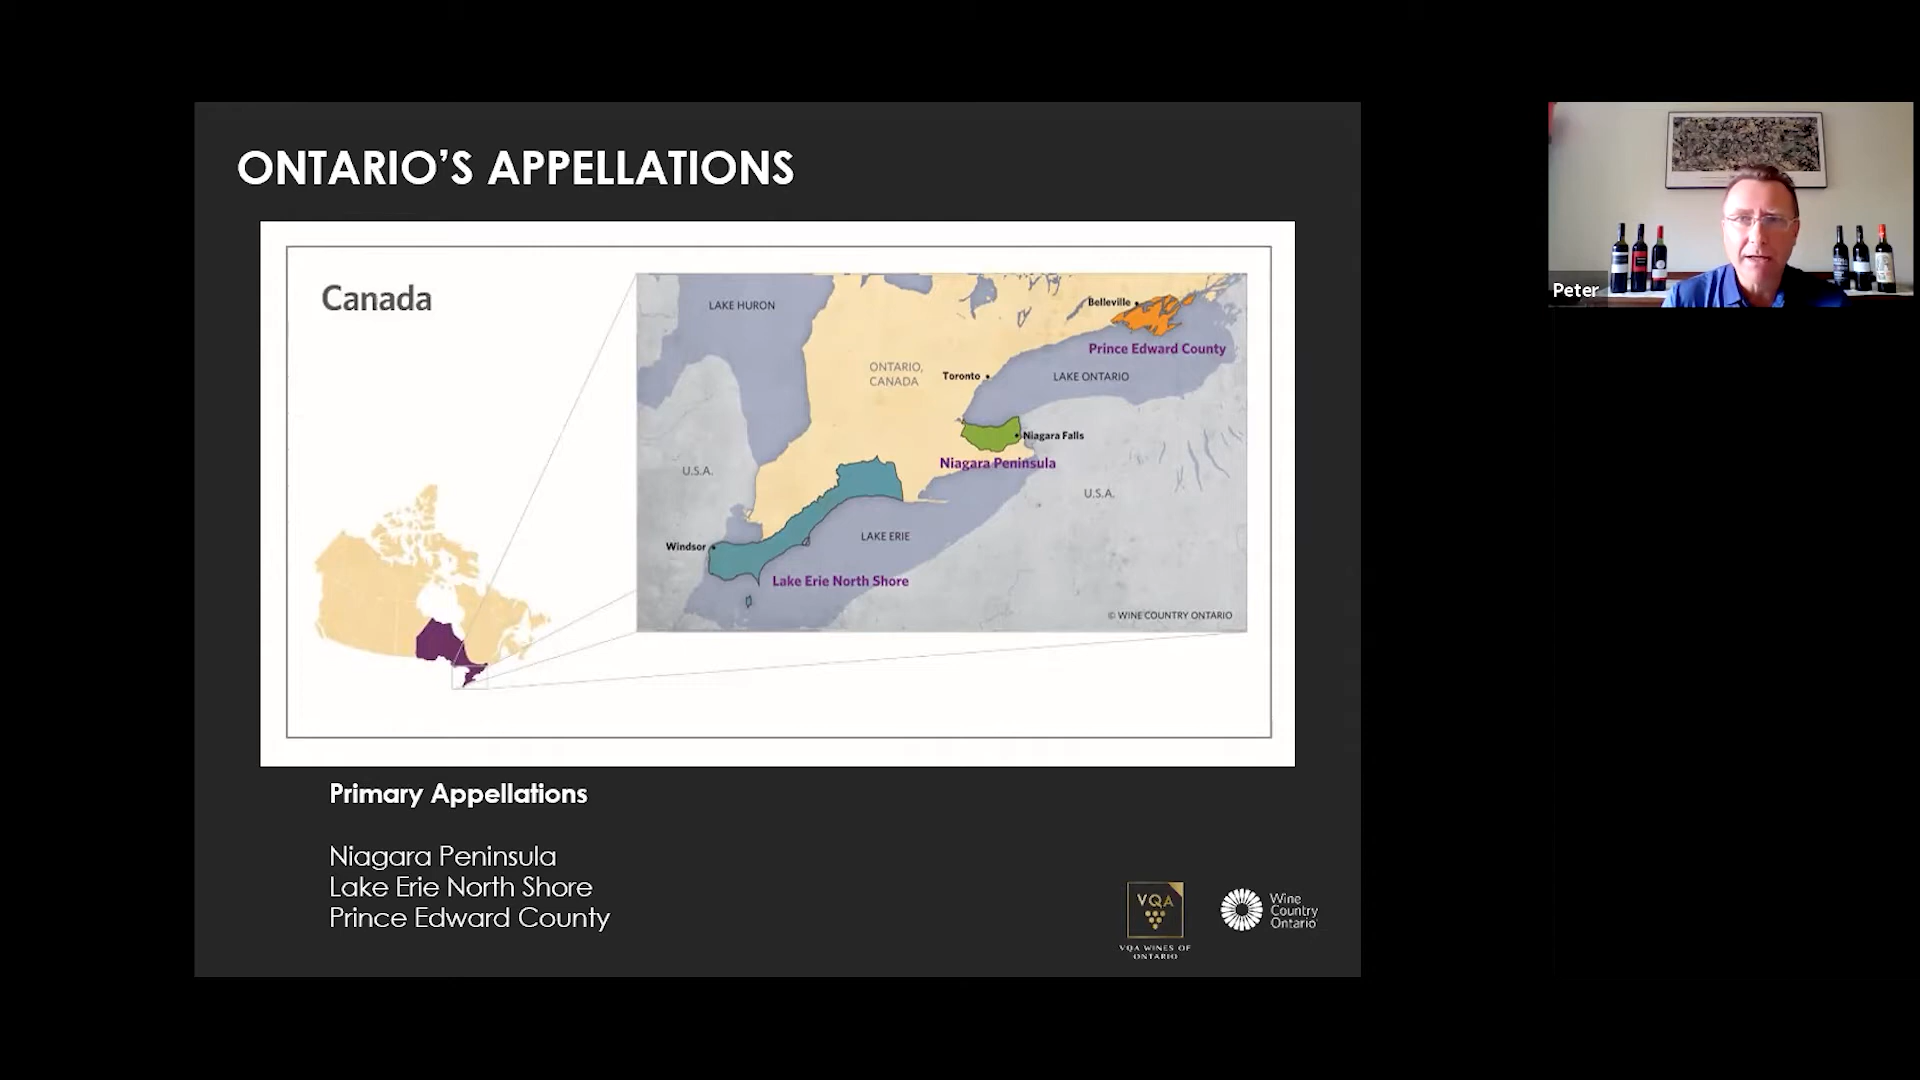 ONTARIO'S APPELLATIONS
Canada
LAKE HURON
Belleville
Prince Edward County
ONTARIO,
CANADA
Toronto
LAKE ONTARIO
Niagara Falls
Niagara Peninsula
U.S.A.
U.S.A.
LAKE ERIE
Windsor
Lake Erie North Shore
© WINE COUNTRY ONTARIO
Primary Appellations
Niagara Peninsula
Lake Erie North Shore
Prince Edward County
VQA
VQA WINES OF
ONTARIO
Wine
Country
Ontario
Peter